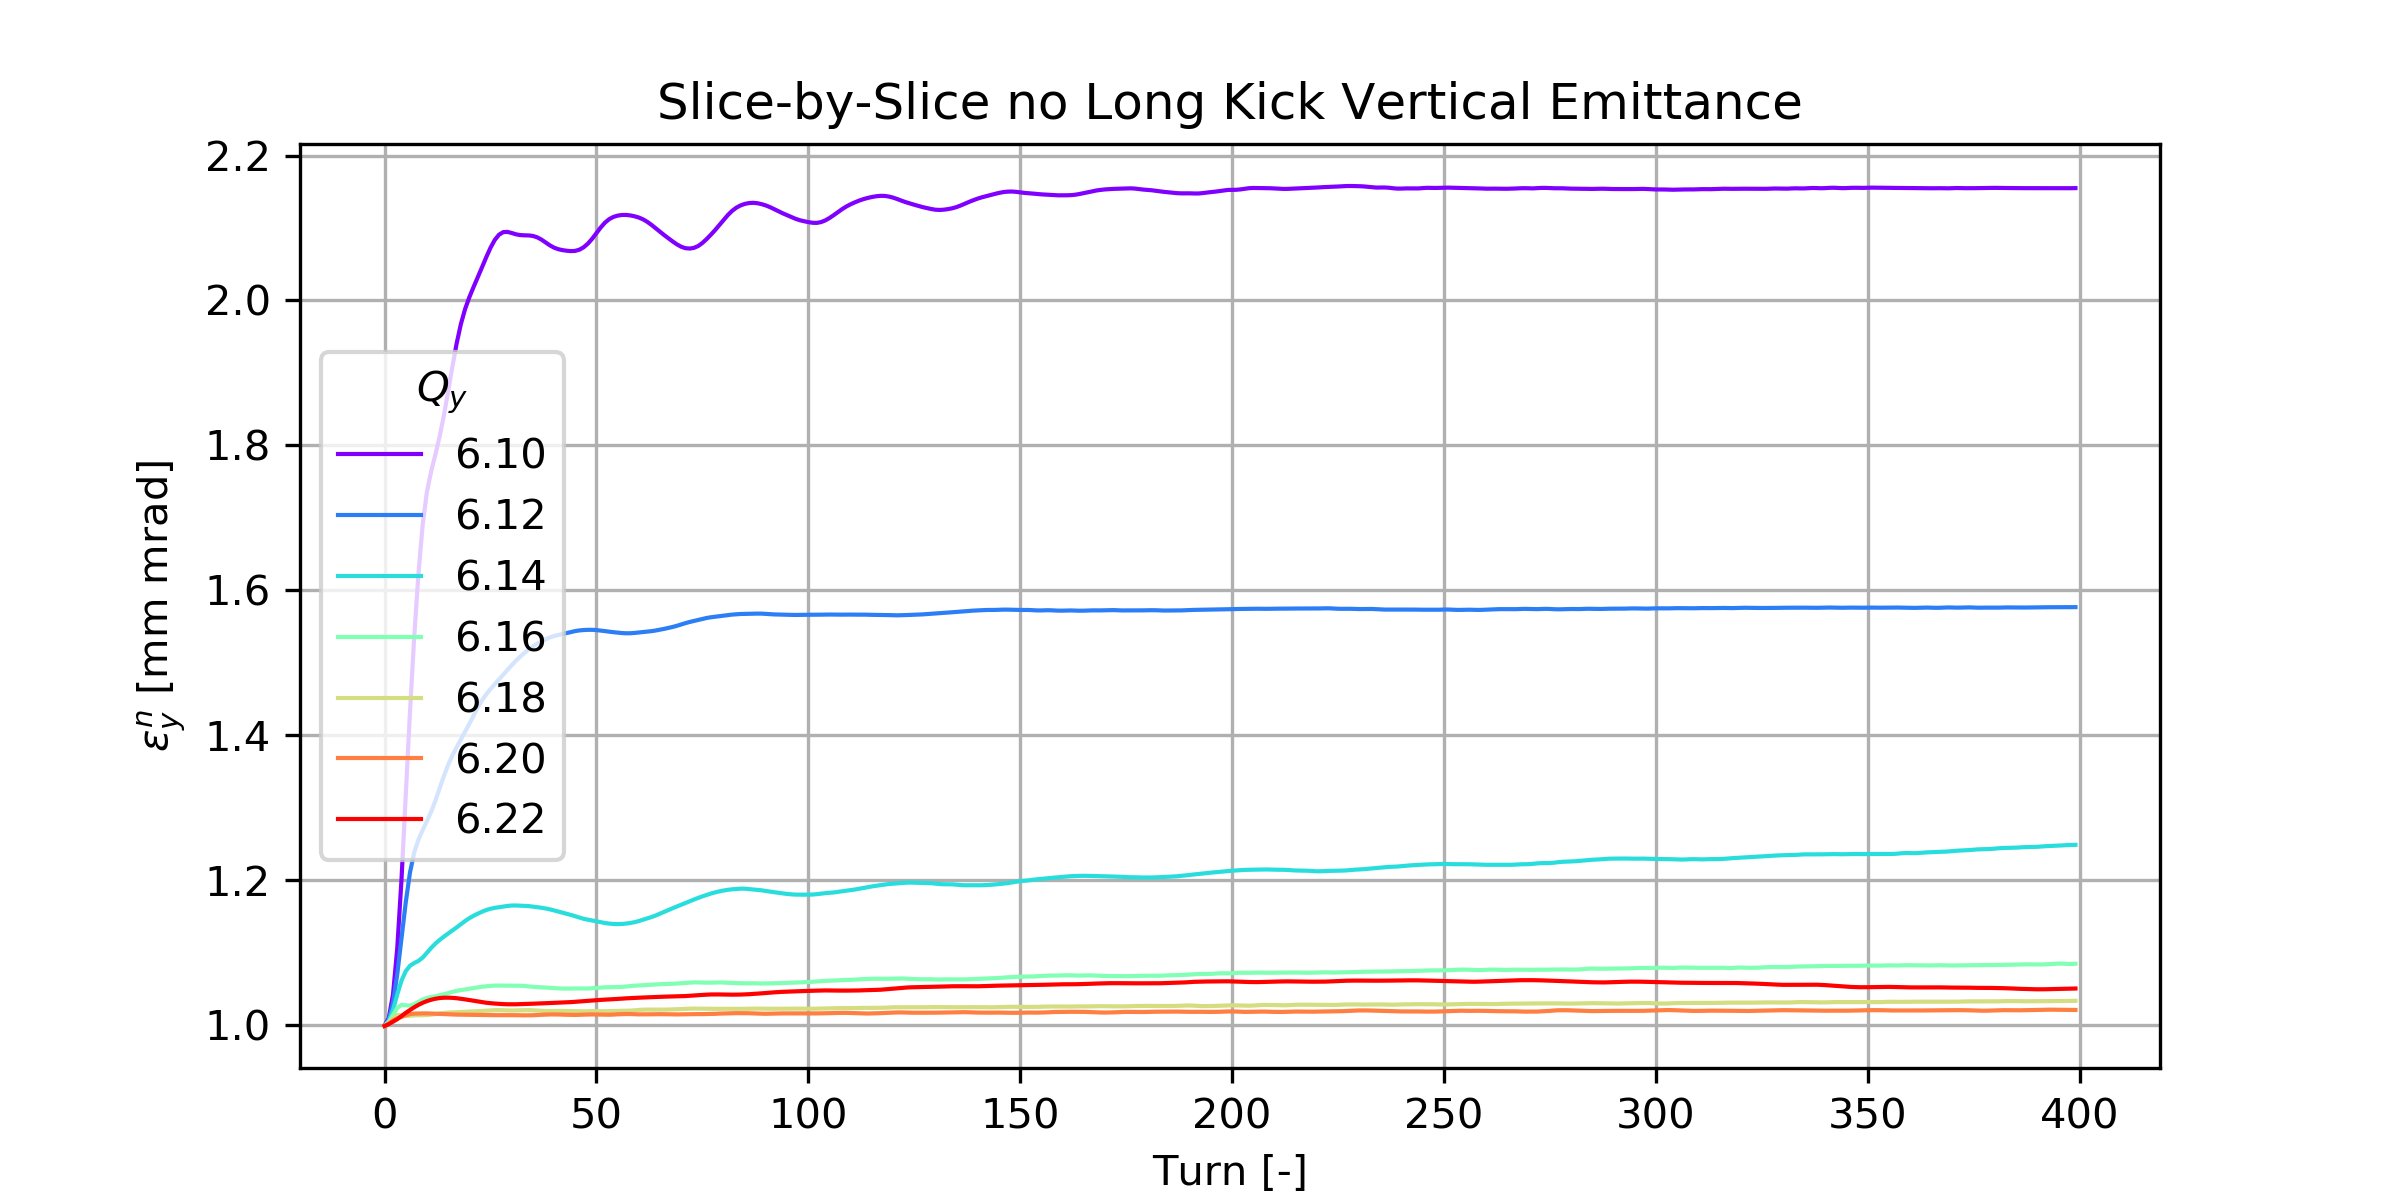 Slice-by-Slice no Long Kick Vertical Emittance
ε_y^n [mm mrad]
2.2
2.0
1.8
1.6
1.4
1.2
1.0
Q_y
6.10
6.12
6.14
6.16
6.18
6.20
6.22
0 50 100 150 200 250 300 350 400
Turn [-]